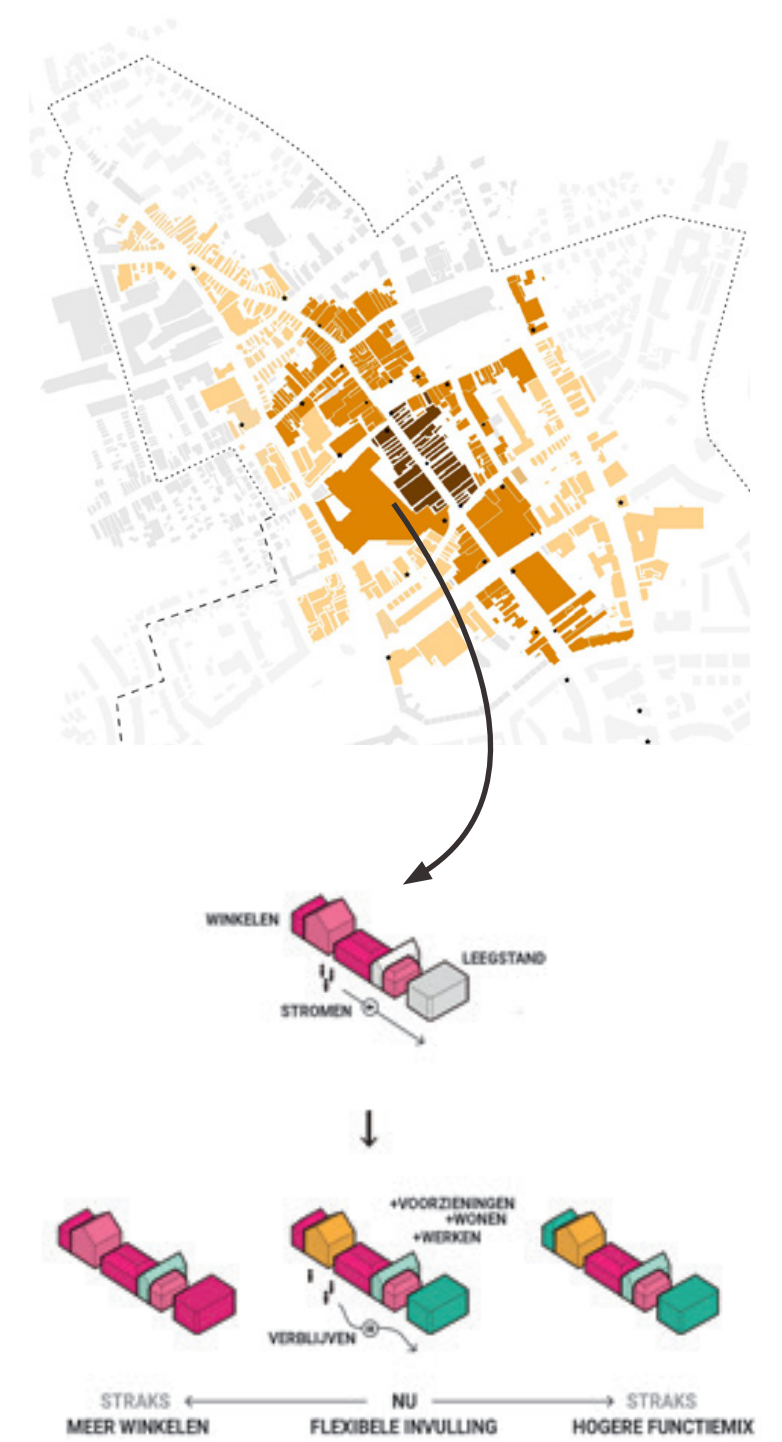 WINKELEN
LEEGSTAND
STROMEN
+VOORZIENINGEN
+WONEN
+WERKEN
VERBLIJVEN
STRAKS NU STRAKS
MEER WINKELEN FLEXIBELE INVULLING HOGERE FUNCTIEMIX